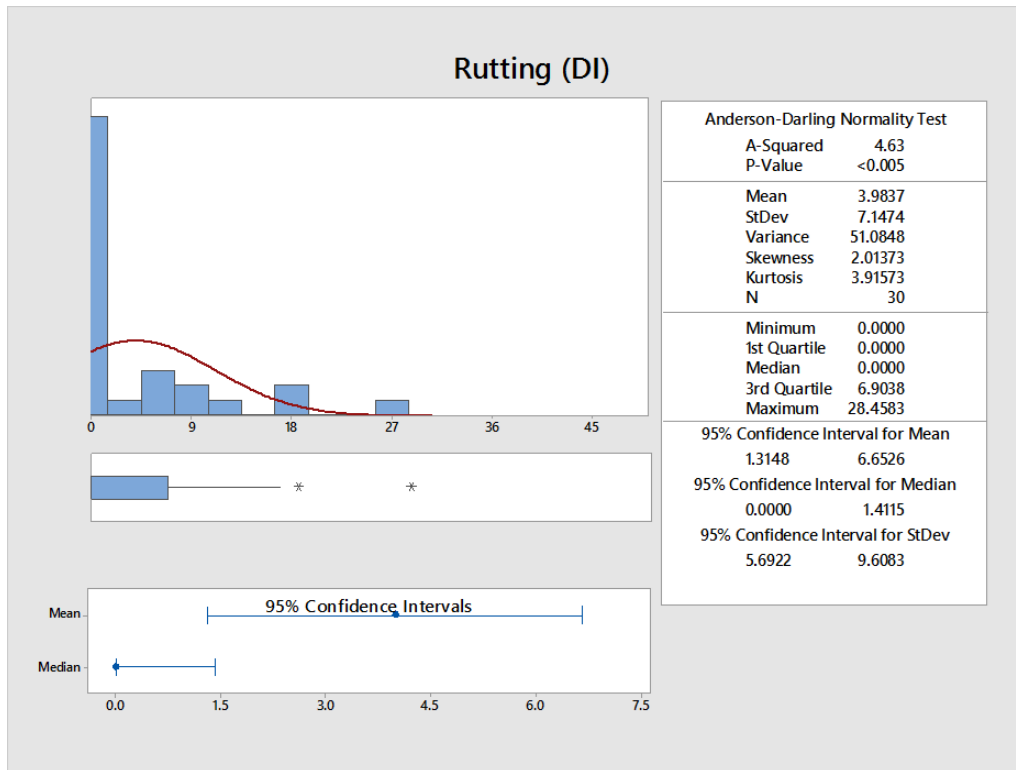 Rutting (DI)
0 9 18 27 36 45
Anderson-Darling Normality Test
A-Squared 4.63
P-Value <0.005
Mean 3.9837
StDev 7.1474
Variance 51.0848
Skewness 2.01373
Kurtosis 3.91573
N 30
Minimum 0.0000
1st Quartile 0.0000
Median 0.0000
3rd Quartile 6.9038
Maximum 28.4583
95% Confidence Interval for Mean
1.3148 6.6526
95% Confidence Interval for Median
0.0000 1.4115
95% Confidence Interval for StDev
5.6922 9.6083
95% Confidence Intervals
Mean
Median
0.0 1.5 3.0 4.5 6.0 7.5